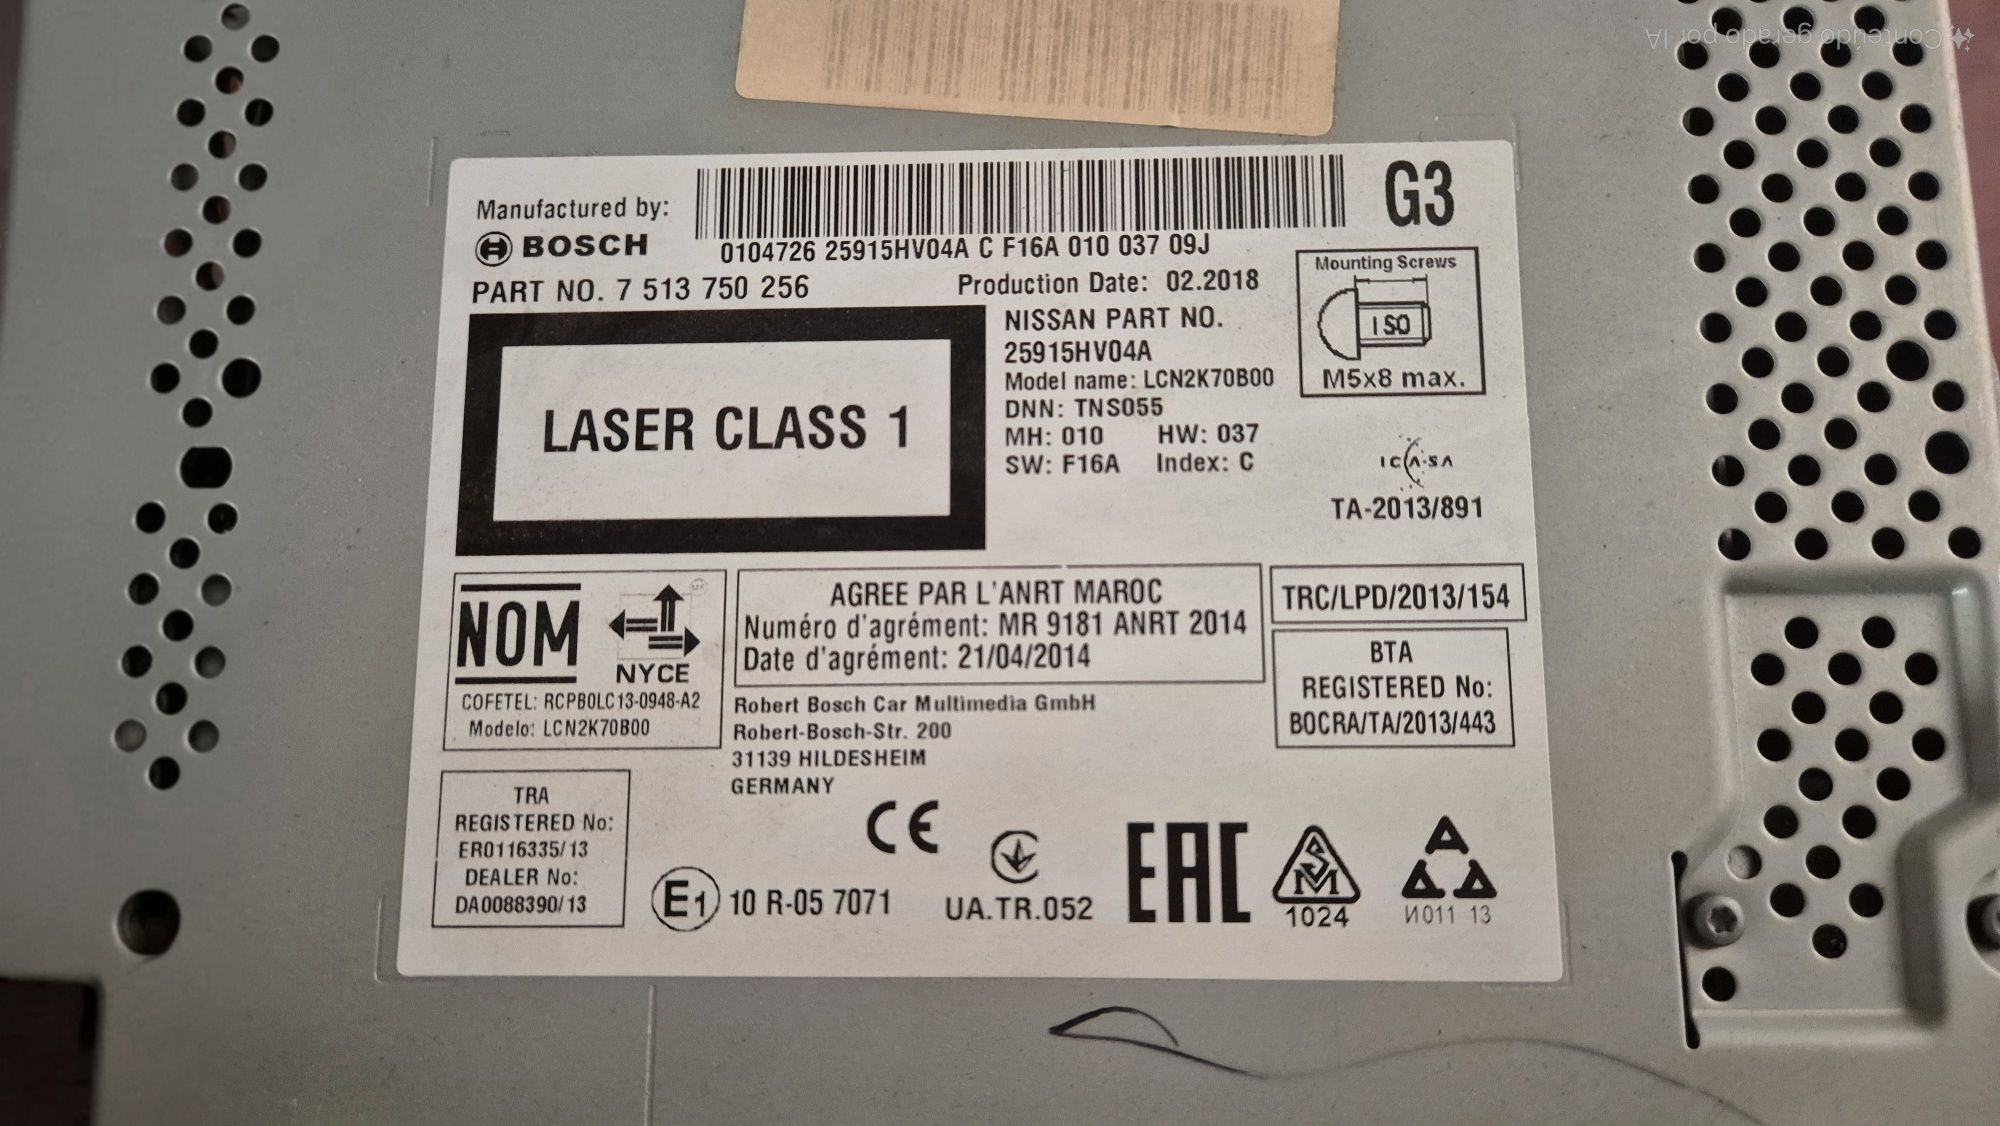 Conteúdo gerado por IA
G3
Manufactured by:
BOSCH
0104726 25915HV04A C F16A 010 037 09J
PART NO. 7 513 750 256
Production Date: 02.2018
Mounting Screws
ISO
M5x8 max.
LASER CLASS 1
NISSAN PART NO.
25915HV04A
Model name: LCN2K70B00
DNN: TNS055
MH: 010 HW: 037
SW: F16A Index: C
ICASA
TA-2013/891
NOM
NYCE
COFETEL: RCPBOLC13-0948-A2
Modelo: LCN2K70B00
AGREE PAR L'ANRT MAROC
Numéro d'agrément: MR 9181 ANRT 2014
Date d'agrément: 21/04/2014
TRC/LPD/2013/154
BTA
REGISTERED No:
BOCRA/TA/2013/443
Robert Bosch Car Multimedia GmbH
Robert-Bosch-Str. 200
31139 HILDESHEIM
GERMANY
TRA
REGISTERED No:
ER0116335/13
DEALER No:
DA0088390/13
CE
E1 10 R-05 7071
UA.TR.052
EAC
1024
И011 13